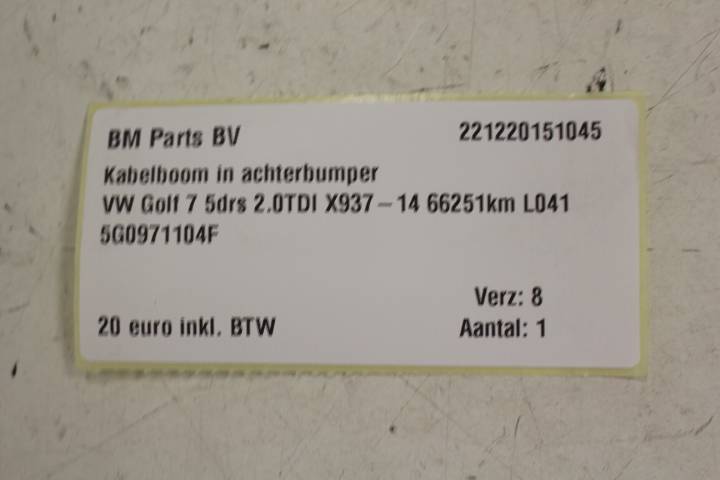 BM Parts BV 221220151045
Kabelboom in achterbumper
VW Golf 7 5drs 2.0TDI X937-14 66251km L041
5G0971104F
Verz: 8
20 euro inkl. BTW Aantal: 1